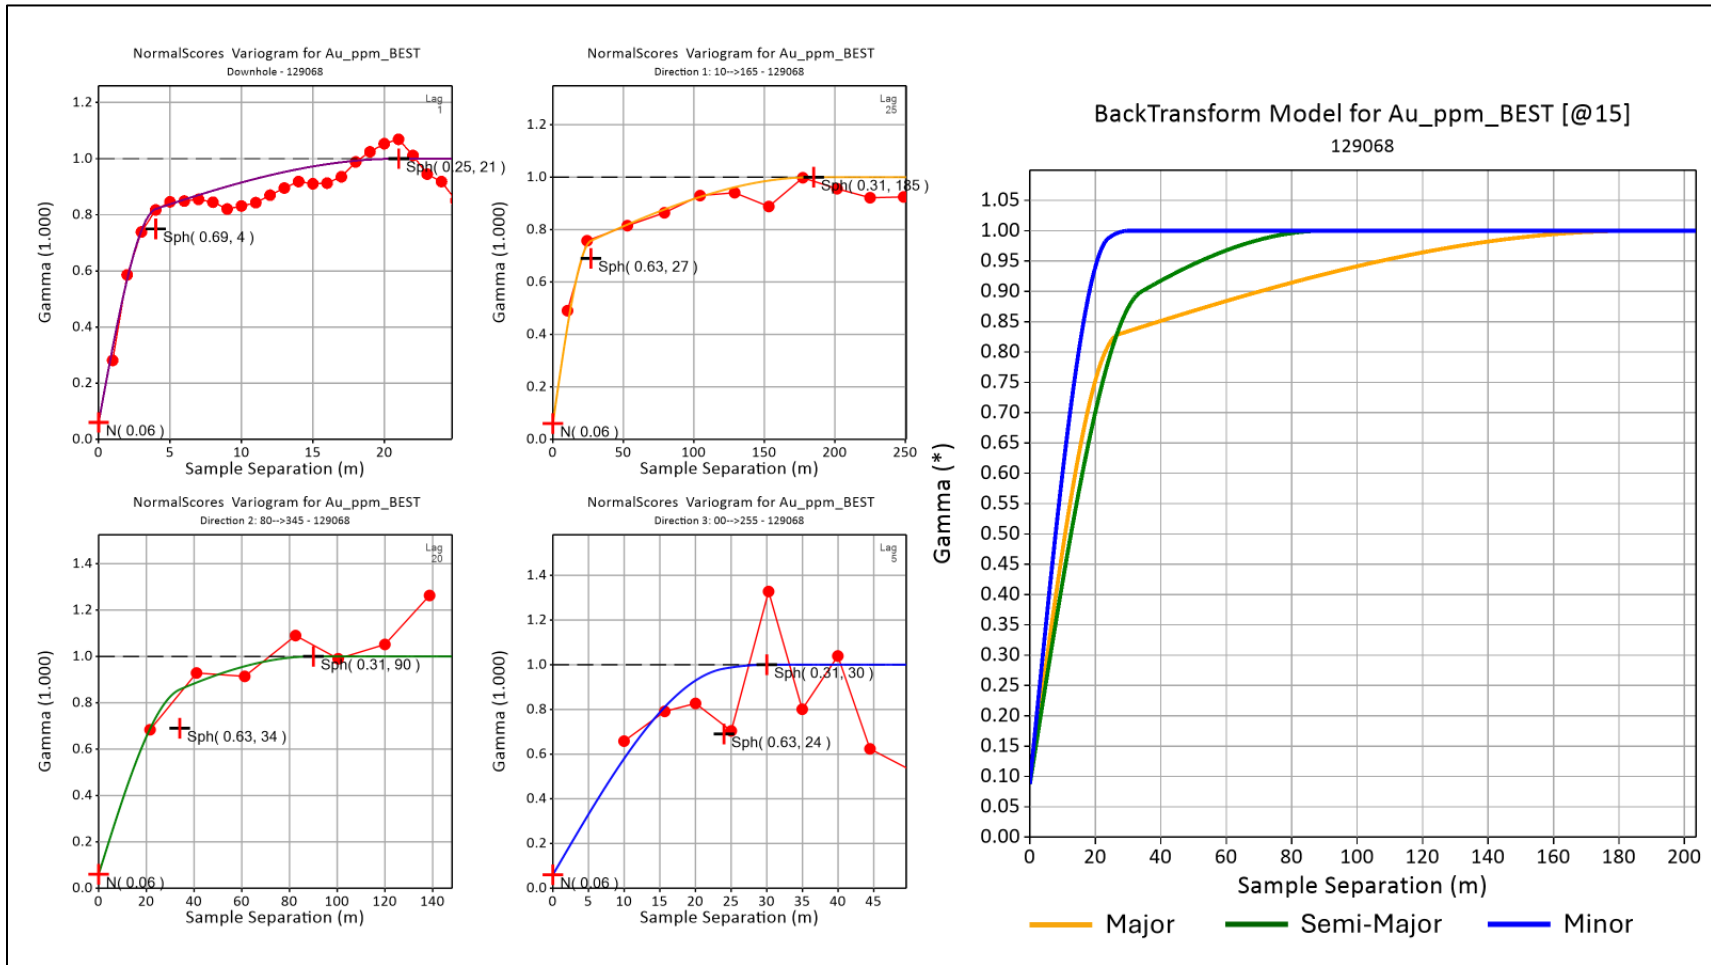 NormalScores Variogram for Au_ppm_BEST
Downhole - 129068
Lag
1
1.2
1.0
0.8
0.6
0.4
0.2
0.0
Gamma (1.000)
Sph( 0.25, 21 )
Sph( 0.69, 4 )
N( 0.06 )
0 5 10 15 20
Sample Separation (m)
NormalScores Variogram for Au_ppm_BEST
Direction 1: 10-->165 - 129068
Lag
25
1.2
1.0
0.8
0.6
0.4
0.2
0.0
Gamma (1.000)
Sph( 0.31, 185 )
Sph( 0.63, 27 )
N( 0.06 )
0 50 100 150 200 250
Sample Separation (m)
NormalScores Variogram for Au_ppm_BEST
Direction 2: 80-->345 - 129068
Lag
20
1.4
1.2
1.0
0.8
0.6
0.4
0.2
0.0
Gamma (1.000)
Sph( 0.31, 90 )
Sph( 0.63, 34 )
N( 0.06 )
0 20 40 60 80 100 120 140
Sample Separation (m)
NormalScores Variogram for Au_ppm_BEST
Direction 3: 00-->255 - 129068
Lag
5
1.4
1.2
1.0
0.8
0.6
0.4
0.2
0.0
Gamma (1.000)
Sph( 0.31, 30 )
Sph( 0.63, 24 )
N( 0.06 )
0 5 10 15 20 25 30 35 40 45
Sample Separation (m)
BackTransform Model for Au_ppm_BEST [@15]
129068
1.05
1.00
0.95
0.90
0.85
0.80
0.75
0.70
0.65
0.60
0.55
0.50
0.45
0.40
0.35
0.30
0.25
0.20
0.15
0.10
0.05
0.00
Gamma (*)
0 20 40 60 80 100 120 140 160 180 200
Sample Separation (m)
Major Semi-Major Minor